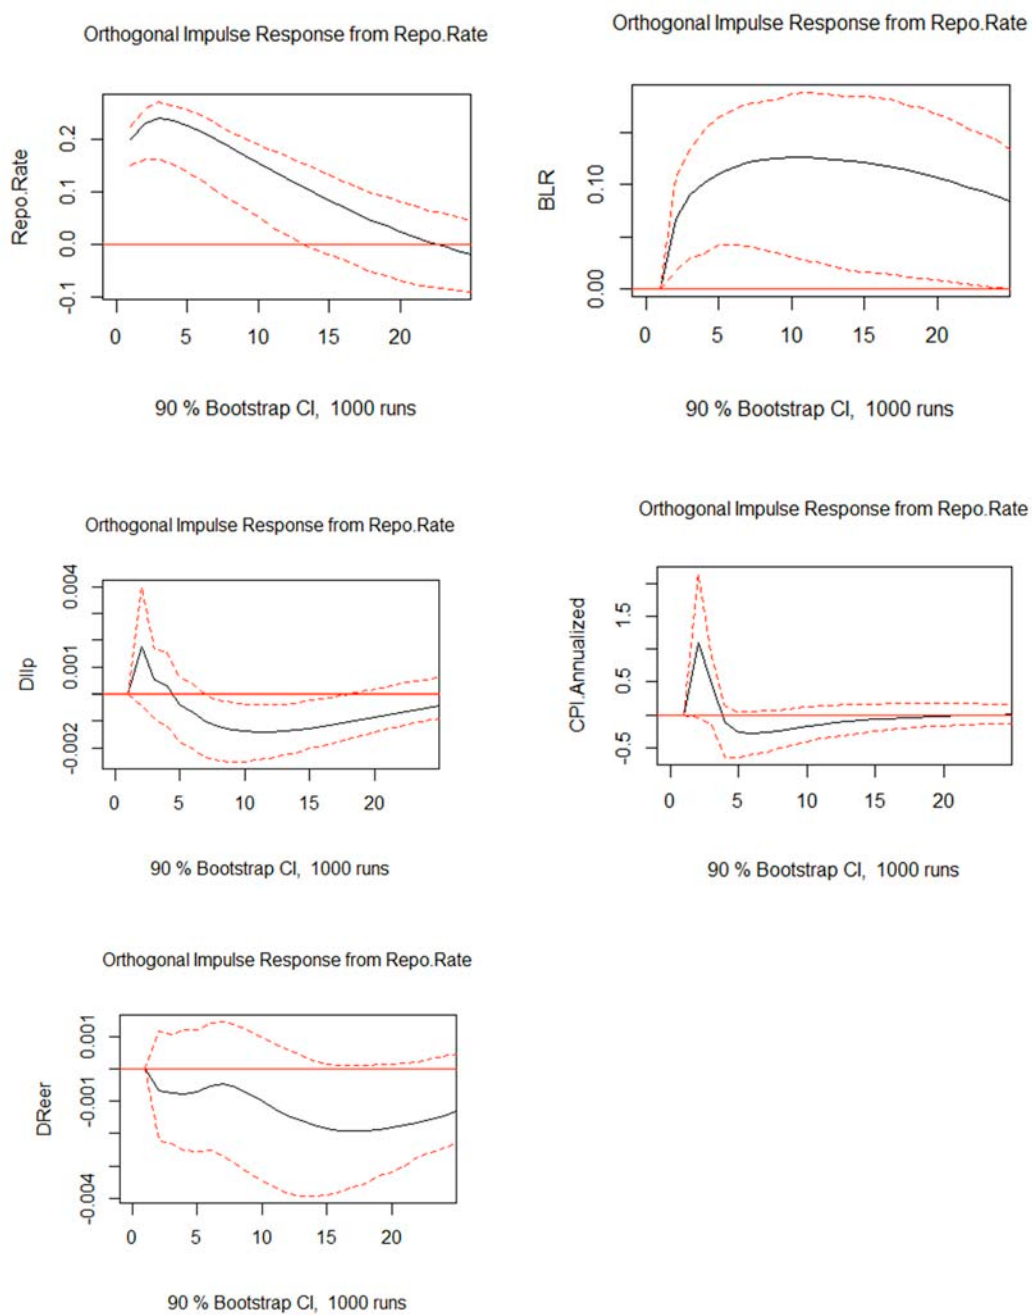 Orthogonal Impulse Response from Repo.Rate
Repo.Rate
0.2
0.1
0.0
-0.1
0 5 10 15 20
90 % Bootstrap CI, 1000 runs
Orthogonal Impulse Response from Repo.Rate
BLR
0.10
0.00
0 5 10 15 20
90 % Bootstrap CI, 1000 runs
Orthogonal Impulse Response from Repo.Rate
DIIp
0.004
0.001
-0.002
0 5 10 15 20
90 % Bootstrap CI, 1000 runs
Orthogonal Impulse Response from Repo.Rate
CPI.Annualized
1.5
0.5
-0.5
0 5 10 15 20
90 % Bootstrap CI, 1000 runs
Orthogonal Impulse Response from Repo.Rate
DReer
0.001
-0.001
-0.004
0 5 10 15 20
90 % Bootstrap CI, 1000 runs